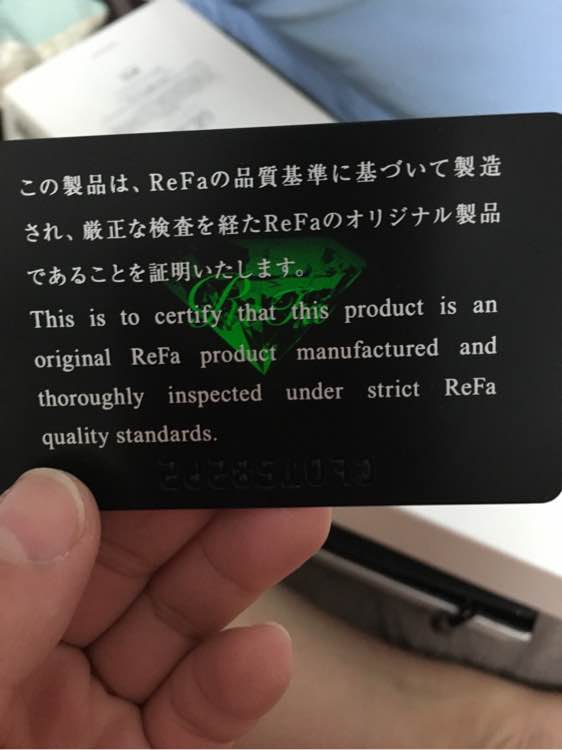 この製品は、ReFaの品質基準に基づいて製造
され、厳正な検査を経たReFaのオリジナル製品
であることを証明いたします。
This is to certify that this product is an
original ReFa product manufactured and
thoroughly inspected under strict ReFa
quality standards.
ReFa